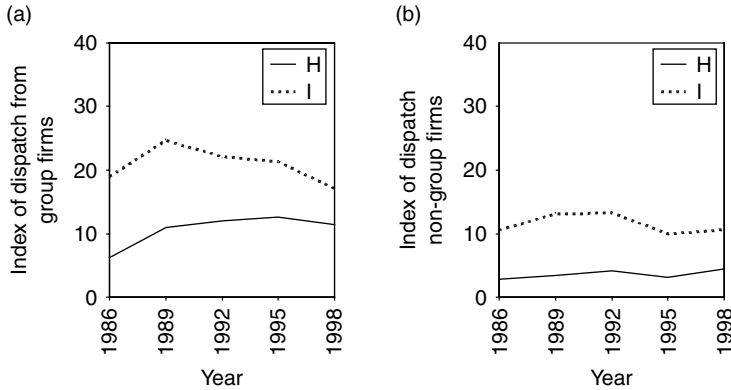 (a)
Index of dispatch from
group firms
40
30
20
10
0
H
I
1986
1989
1992
1995
1998
Year
(b)
Index of dispatch
non-group firms
40
30
20
10
0
H
I
1986
1989
1992
1995
1998
Year